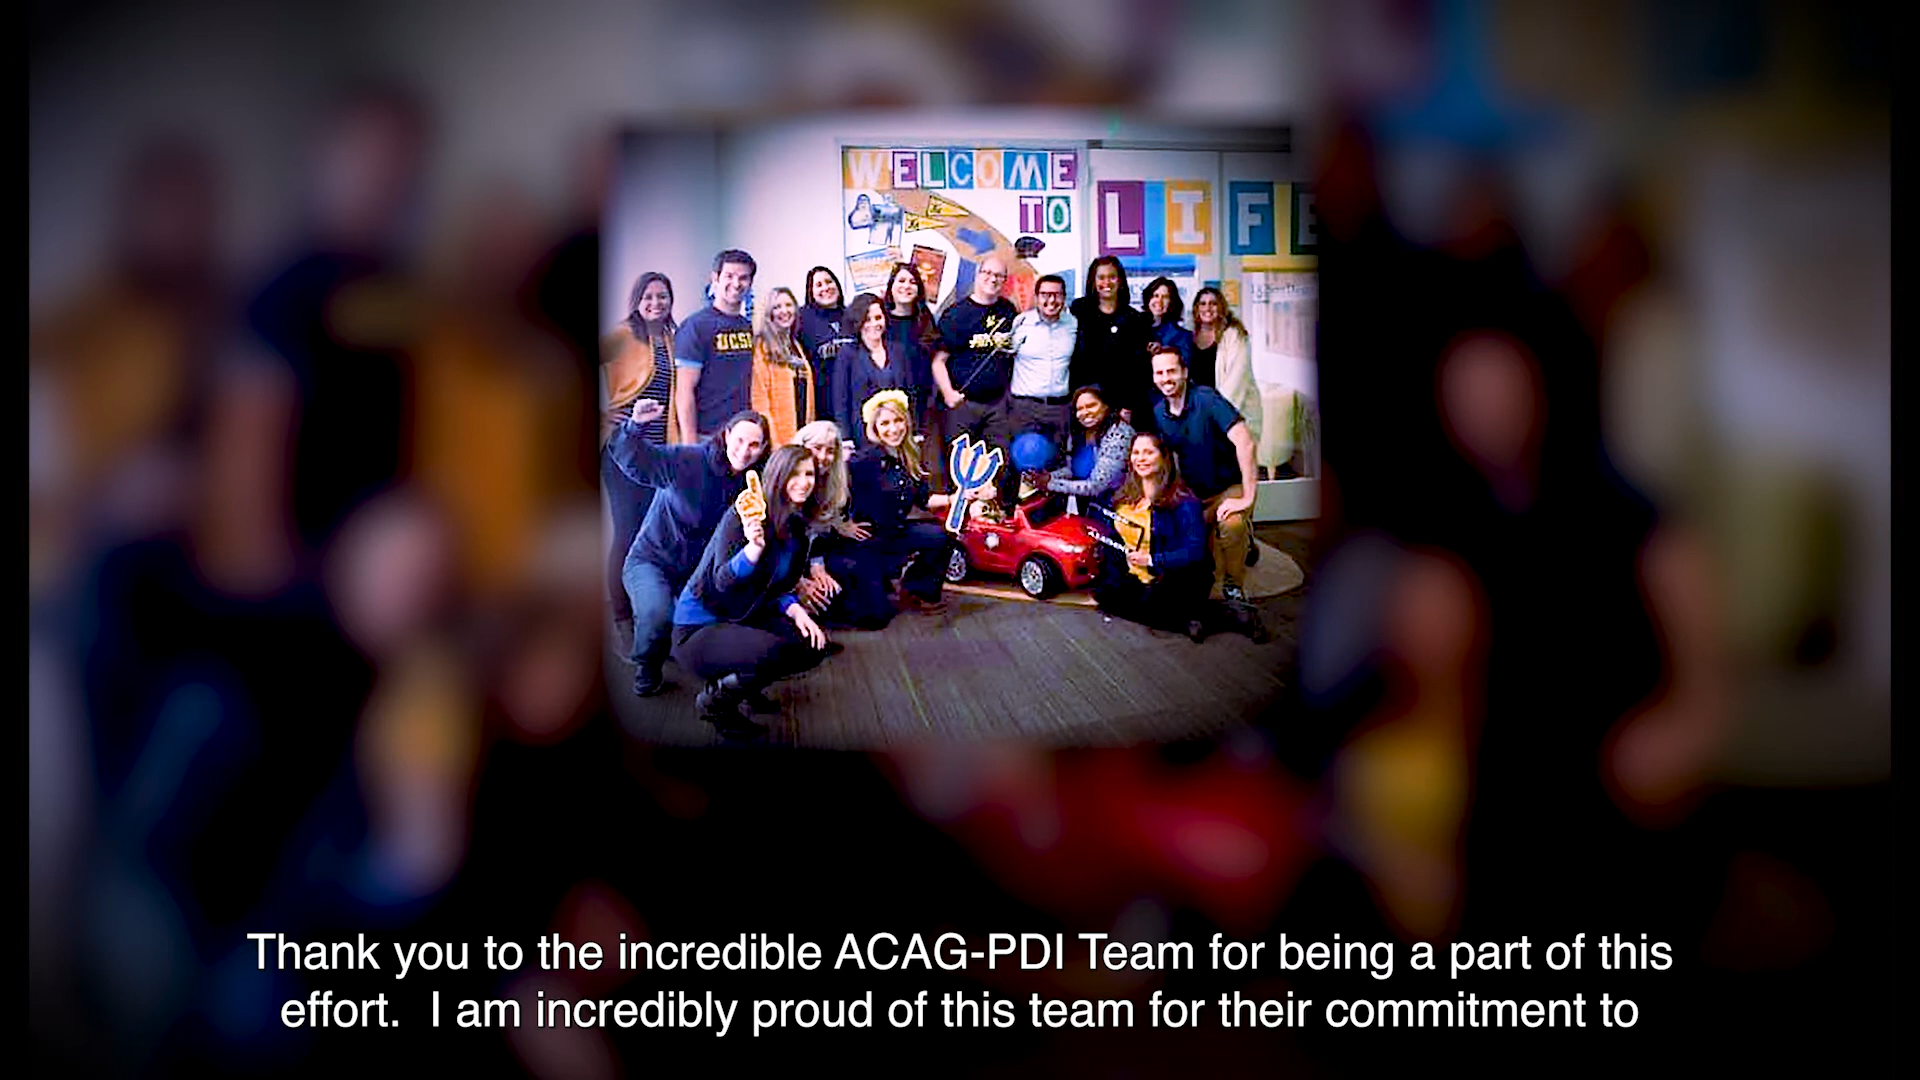 WELCOME
TO
LIFE
UCS
Thank you to the incredible ACAG-PDI Team for being a part of this
effort.  I am incredibly proud of this team for their commitment to